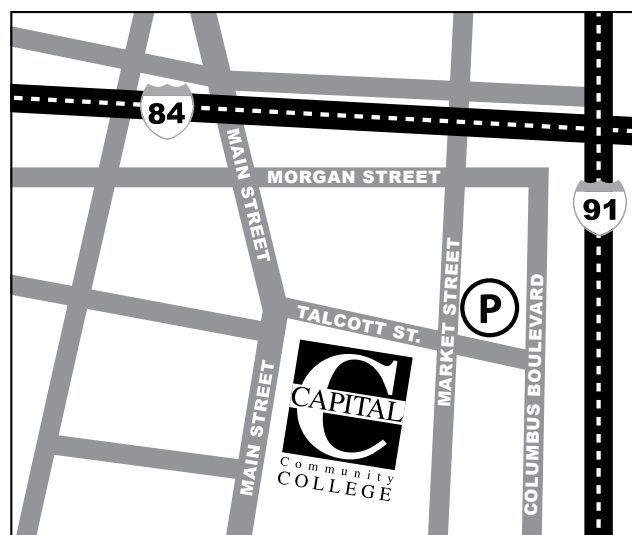 84
MAIN STREET
MORGAN STREET
91
MARKET STREET
P
COLUMBUS BOULEVARD
TALCOTT ST.
MAIN STREET
C
CAPITAL
Community
COLLEGE